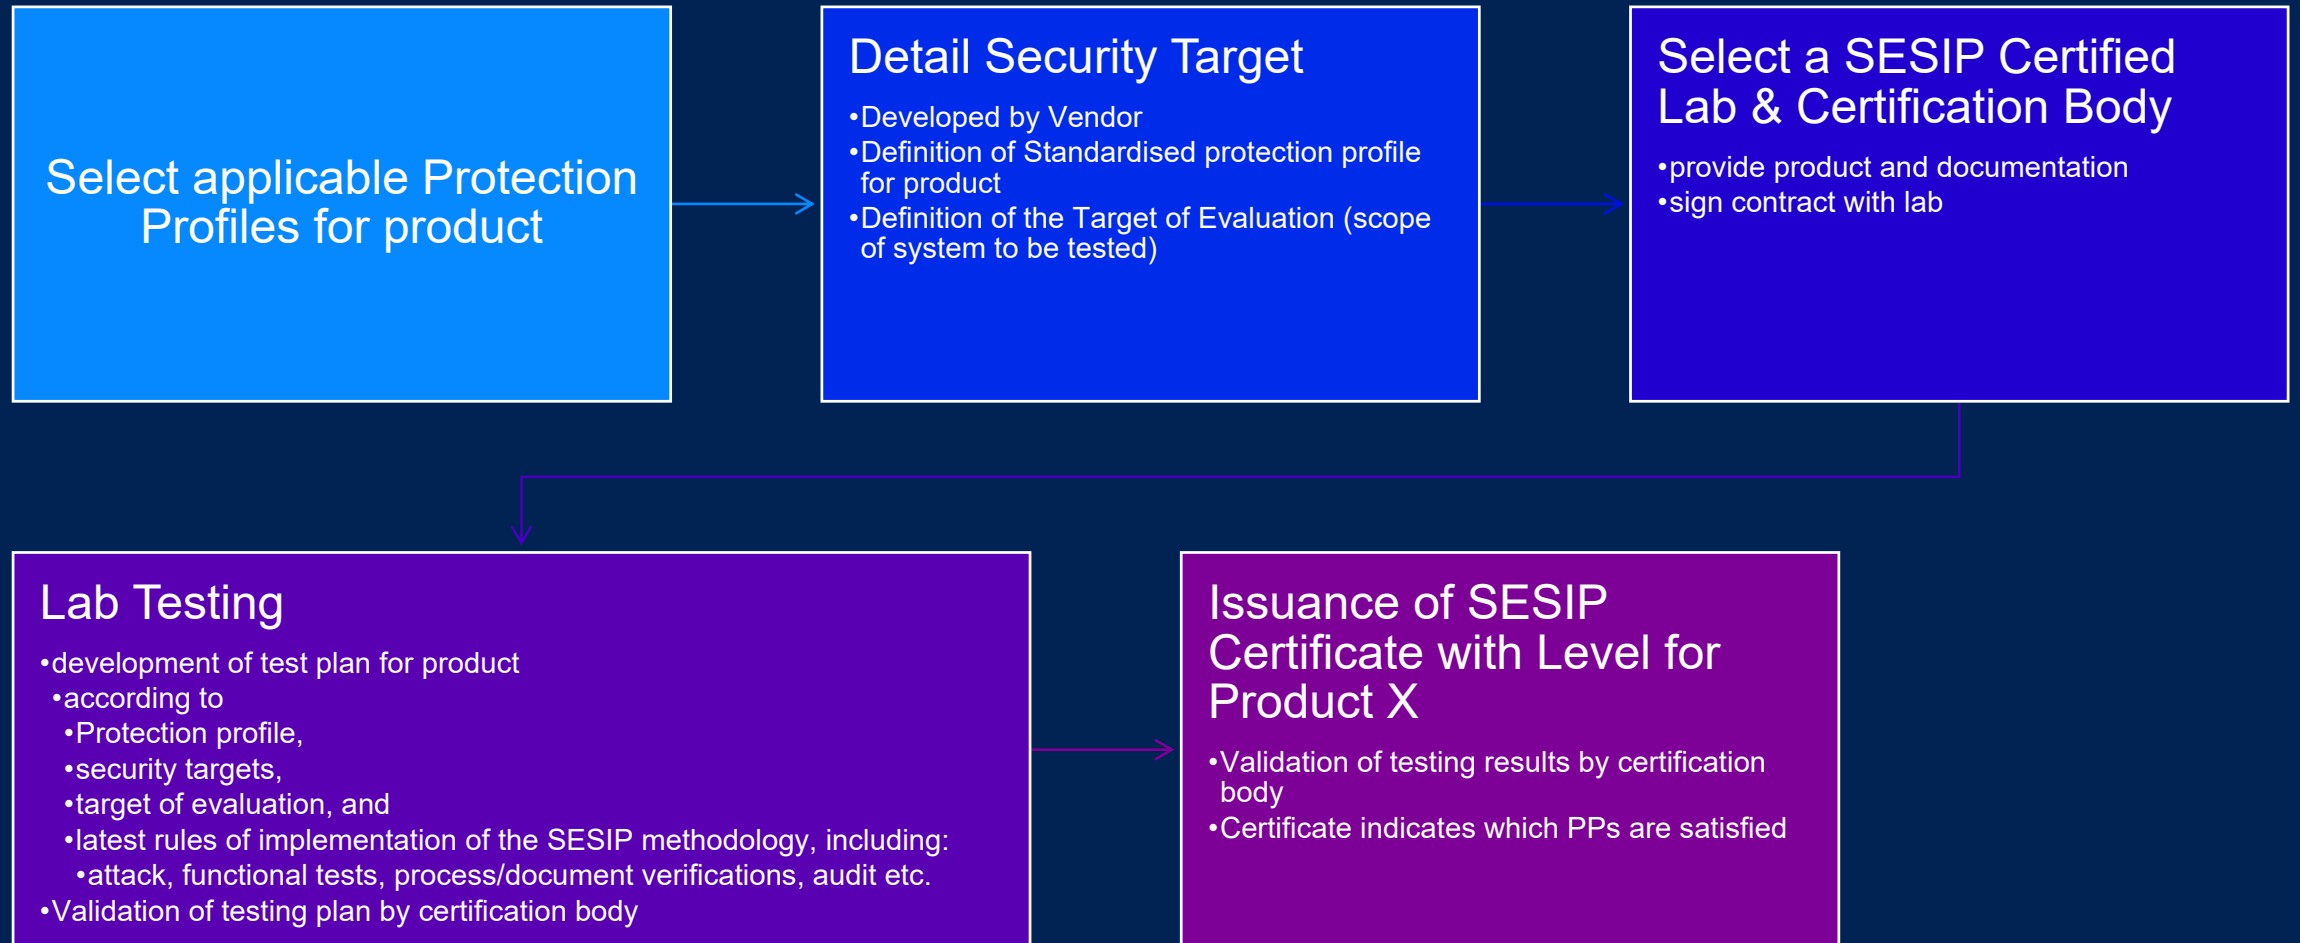 Select applicable Protection
Profiles for product
Detail Security Target
•Developed by Vendor
•Definition of Standardised protection profile
for product
•Definition of the Target of Evaluation (scope
of system to be tested)
Select a SESIP Certified
Lab & Certification Body
•provide product and documentation
•sign contract with lab
Lab Testing
•development of test plan for product
•according to
•Protection profile,
•security targets,
•target of evaluation, and
•latest rules of implementation of the SESIP methodology, including:
•attack, functional tests, process/document verifications, audit etc.
•Validation of testing plan by certification body
Issuance of SESIP
Certificate with Level for
Product X
•Validation of testing results by certification
body
•Certificate indicates which PPs are satisfied